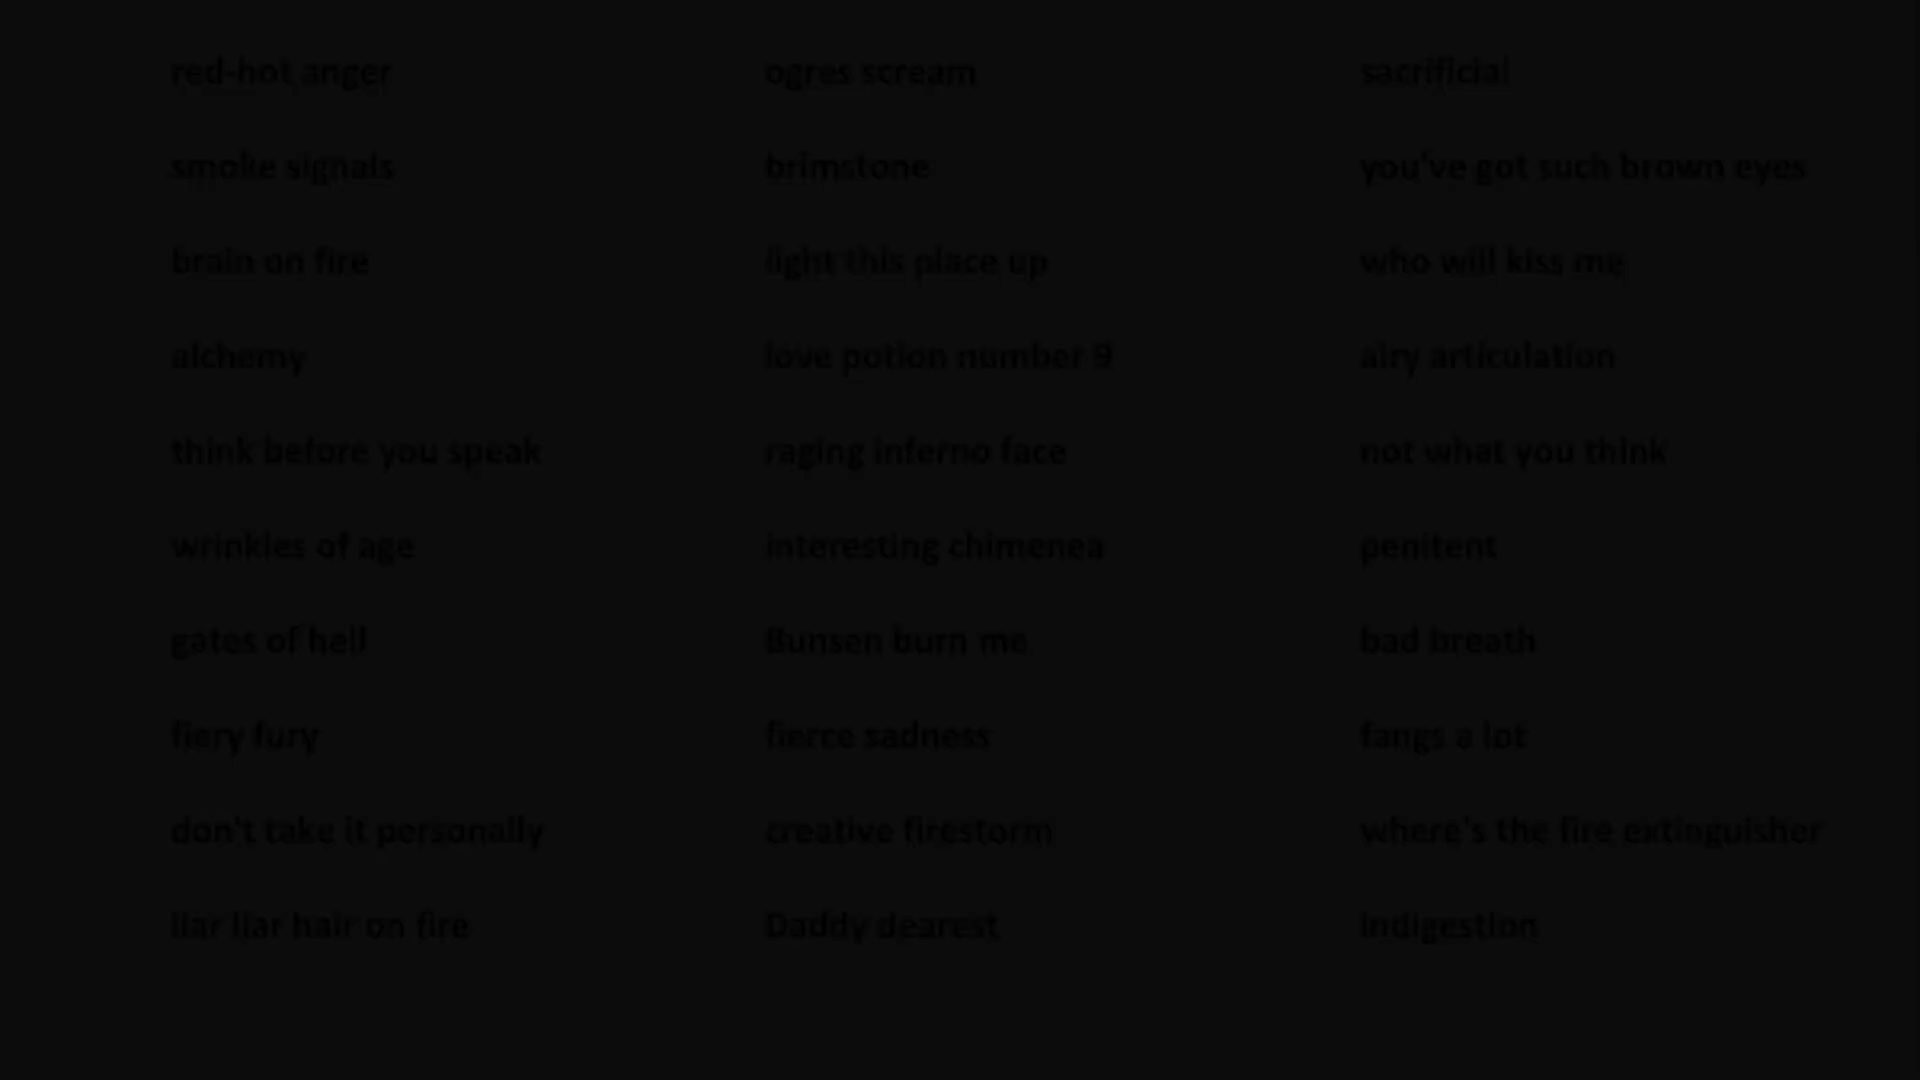 red-hot anger
smoke signals
brain on fire
alchemy
think before you speak
wrinkles of age
gates of hell
fiery fury
don't take it personally
liar liar hair on fire
ogres scream
brimstone
light this place up
love potion number 9
raging inferno face
interesting chimenea
Bunsen burn me
fierce sadness
creative firestorm
Daddy dearest
sacrificial
you've got such brown eyes
who will kiss me
airy articulation
not what you think
penitent
bad breath
fangs a lot
where's the fire extinguisher
indigestion